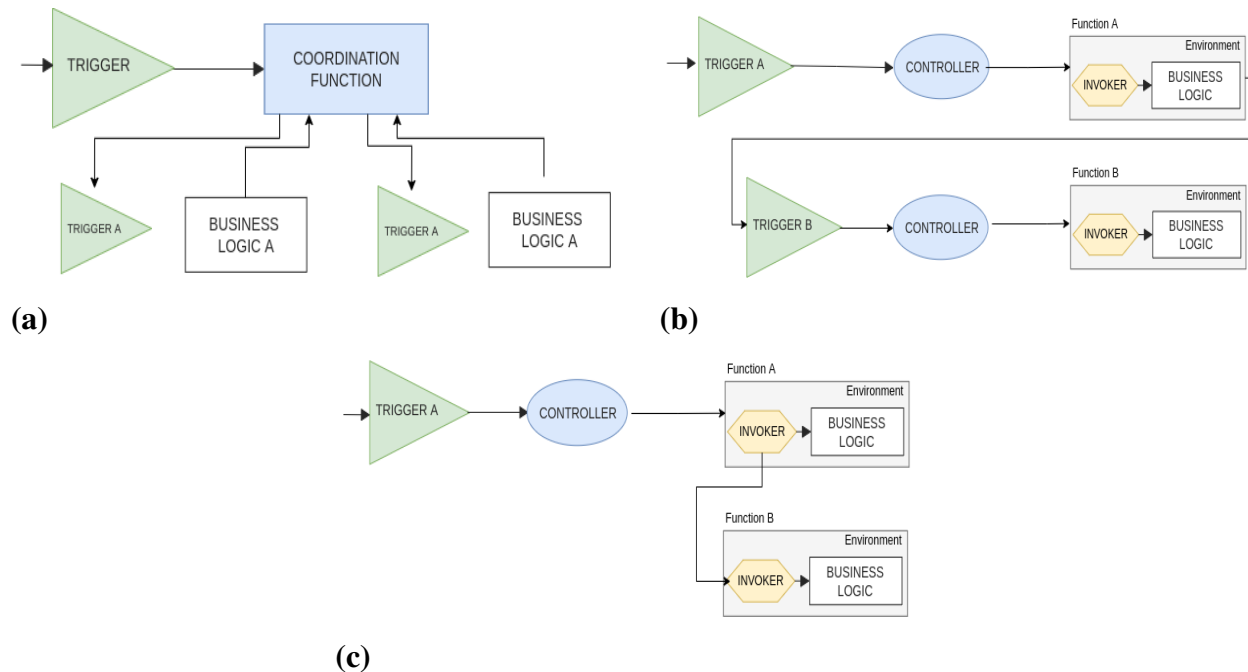 TRIGGER
COORDINATION
FUNCTION
TRIGGER A
BUSINESS
LOGIC A
TRIGGER A
BUSINESS
LOGIC A
(a)
TRIGGER A
CONTROLLER
Function A
Environment
INVOKER
BUSINESS
LOGIC
TRIGGER B
CONTROLLER
Function B
Environment
INVOKER
BUSINESS
LOGIC
(b)
TRIGGER A
CONTROLLER
Function A
Environment
INVOKER
BUSINESS
LOGIC
Function B
Environment
INVOKER
BUSINESS
LOGIC
(c)